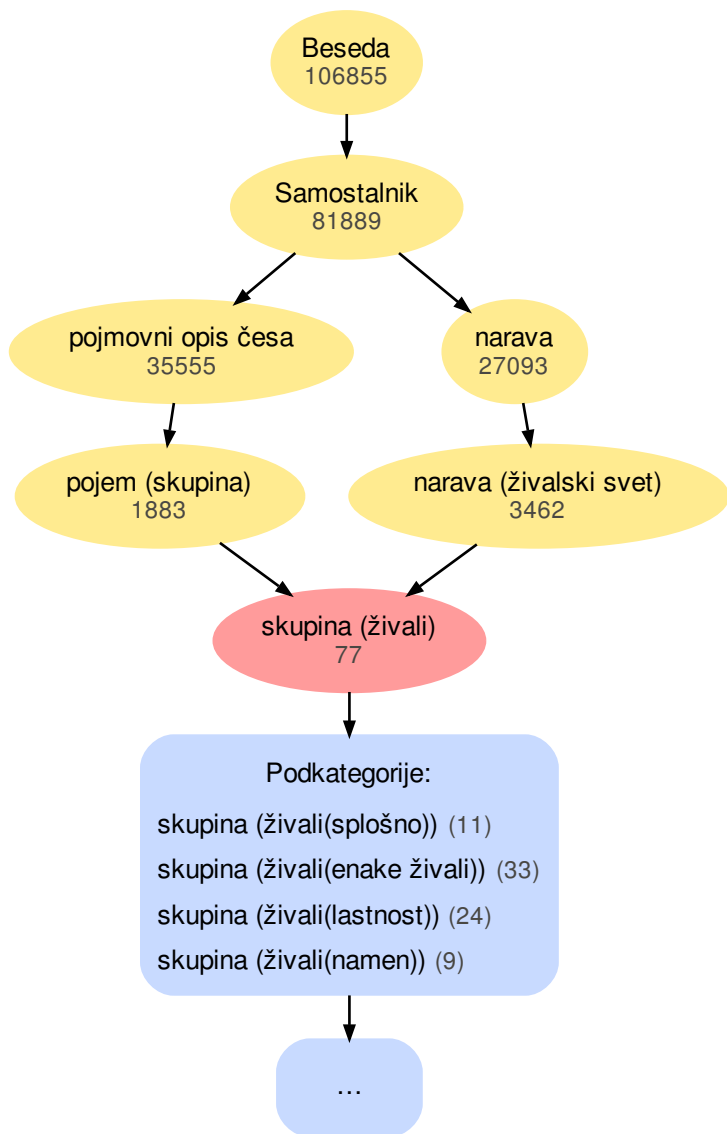 Beseda
106855
Samostalnik
81889
pojmovni opis česa
35555
narava
27093
pojem (skupina)
1883
narava (živalski svet)
3462
skupina (živali)
77
Podkategorije:
skupina (živali(splošno)) (11)
skupina (živali(enake živali)) (33)
skupina (živali(lastnost)) (24)
skupina (živali(namen)) (9)
...